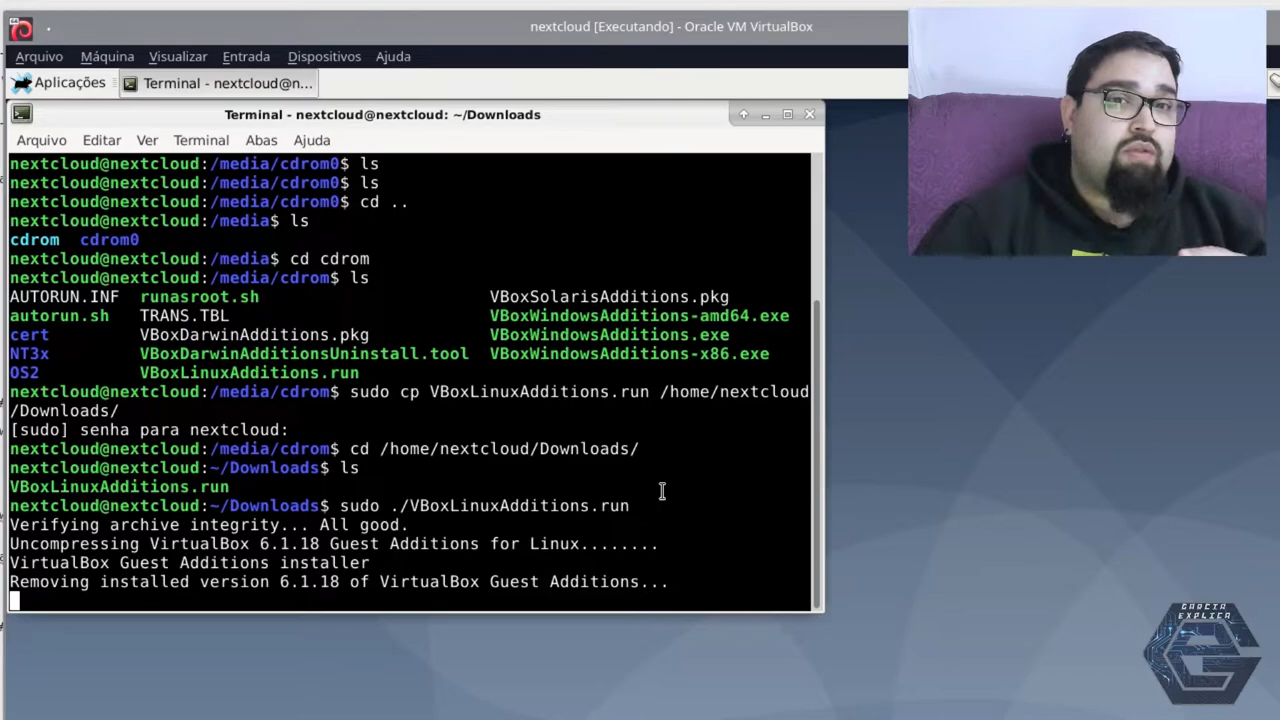 nextcloud [Executando] - Oracle VM VirtualBox
Arquivo Máquina Visualizar Entrada Dispositivos Ajuda
Aplicações Terminal - nextcloud@n...
Terminal - nextcloud@nextcloud: ~/Downloads
Arquivo Editar Ver Terminal Abas Ajuda
nextcloud@nextcloud:/media/cdrom0$ ls
nextcloud@nextcloud:/media/cdrom0$ ls
nextcloud@nextcloud:/media/cdrom0$ cd ..
nextcloud@nextcloud:/media$ ls
cdrom cdrom0
nextcloud@nextcloud:/media$ cd cdrom
nextcloud@nextcloud:/media/cdrom$ ls
AUTORUN.INF runasroot.sh VBoxSolarisAdditions.pkg
autorun.sh TRANS.TBL VBoxWindowsAdditions-amd64.exe
cert VBoxDarwinAdditions.pkg VBoxWindowsAdditions.exe
NT3x VBoxDarwinAdditionsUninstall.tool VBoxWindowsAdditions-x86.exe
OS2 VBoxLinuxAdditions.run
nextcloud@nextcloud:/media/cdrom$ sudo cp VBoxLinuxAdditions.run /home/nextcloud
/Downloads/
[sudo] senha para nextcloud:
nextcloud@nextcloud:/media/cdrom$ cd /home/nextcloud/Downloads/
nextcloud@nextcloud:~/Downloads$ ls
VBoxLinuxAdditions.run
nextcloud@nextcloud:~/Downloads$ sudo ./VBoxLinuxAdditions.run
Verifying archive integrity... All good.
Uncompressing VirtualBox 6.1.18 Guest Additions for Linux........
VirtualBox Guest Additions installer
Removing installed version 6.1.18 of VirtualBox Guest Additions...
GARCIA
EXPLICA